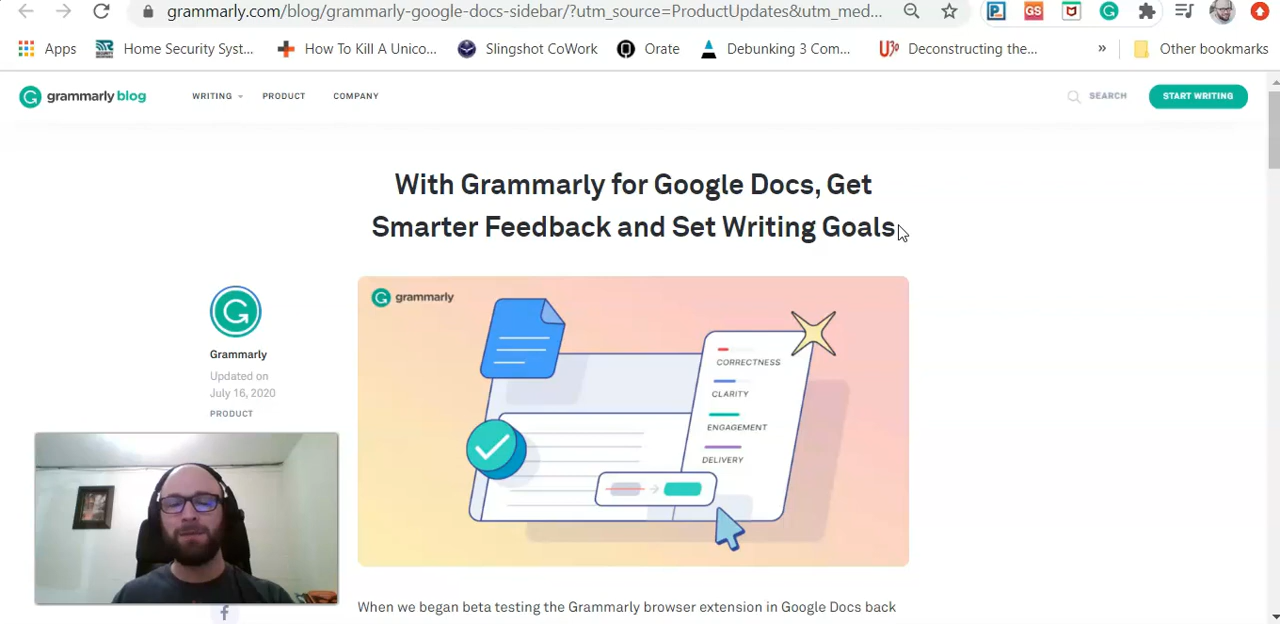 grammarly.com/blog/grammarly-google-docs-sidebar/?utm_source=ProductUpdates&utm_med...
Apps
Home Security Syst...
How To Kill A Unico...
Slingshot CoWork
Orate
Debunking 3 Com...
Deconstructing the...
»
Other bookmarks
grammarly blog
WRITING
PRODUCT
COMPANY
SEARCH
START WRITING
With Grammarly for Google Docs, Get
Smarter Feedback and Set Writing Goals
Grammarly
Updated on
July 16, 2020
PRODUCT
grammarly
CORRECTNESS
CLARITY
ENGAGEMENT
DELIVERY
When we began beta testing the Grammarly browser extension in Google Docs back